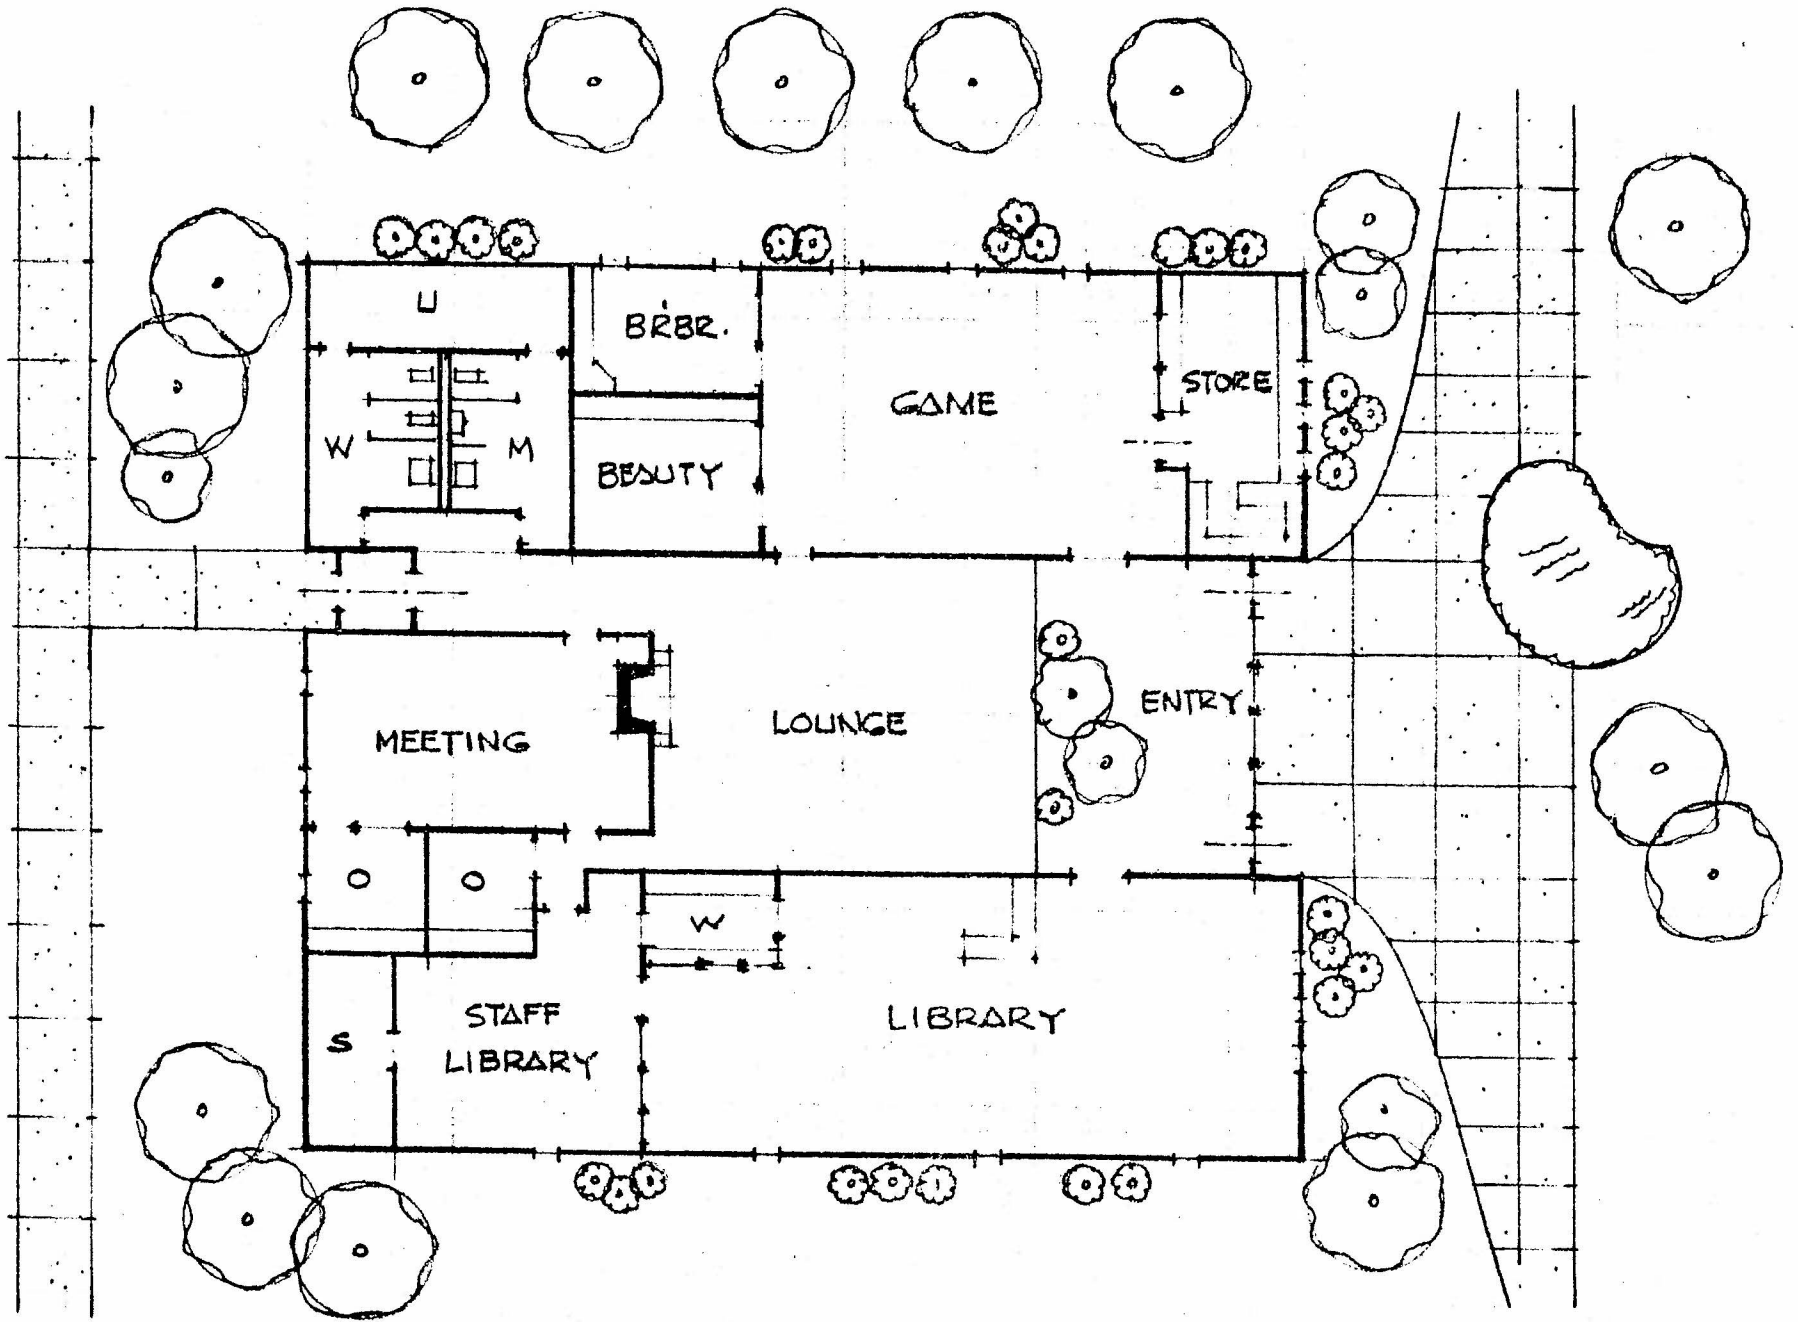 U
BRBR.
STORE
GAME
W
M
BEAUTY
ENTRY
LOUNGE
MEETING
O
O
W
STAFF
LIBRARY
LIBRARY
S